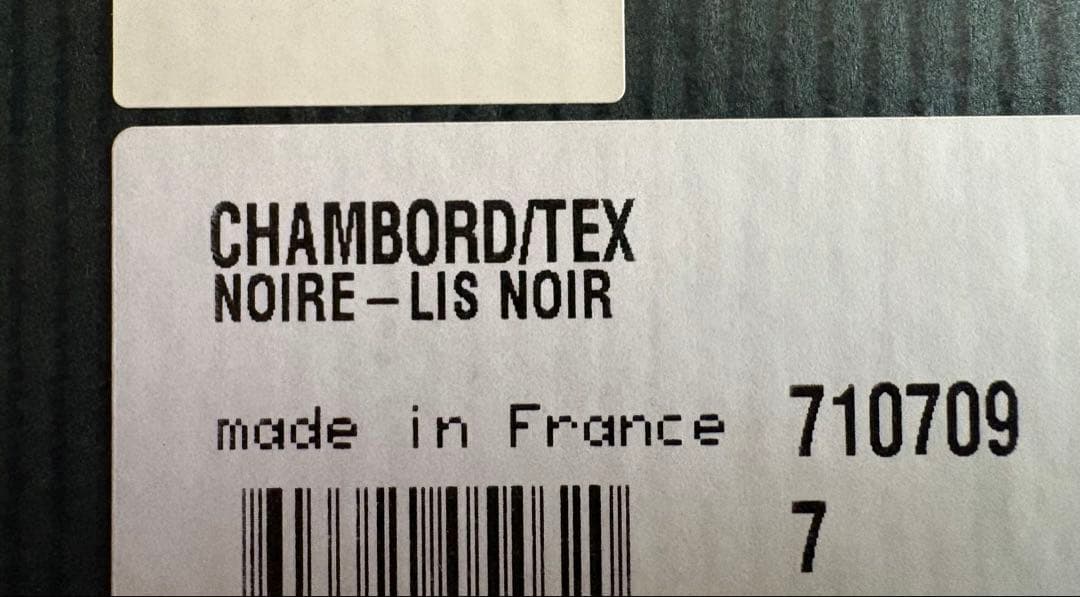 CHAMBORD/TEX
NOIRE – LIS NOIR
made in France 710709
7